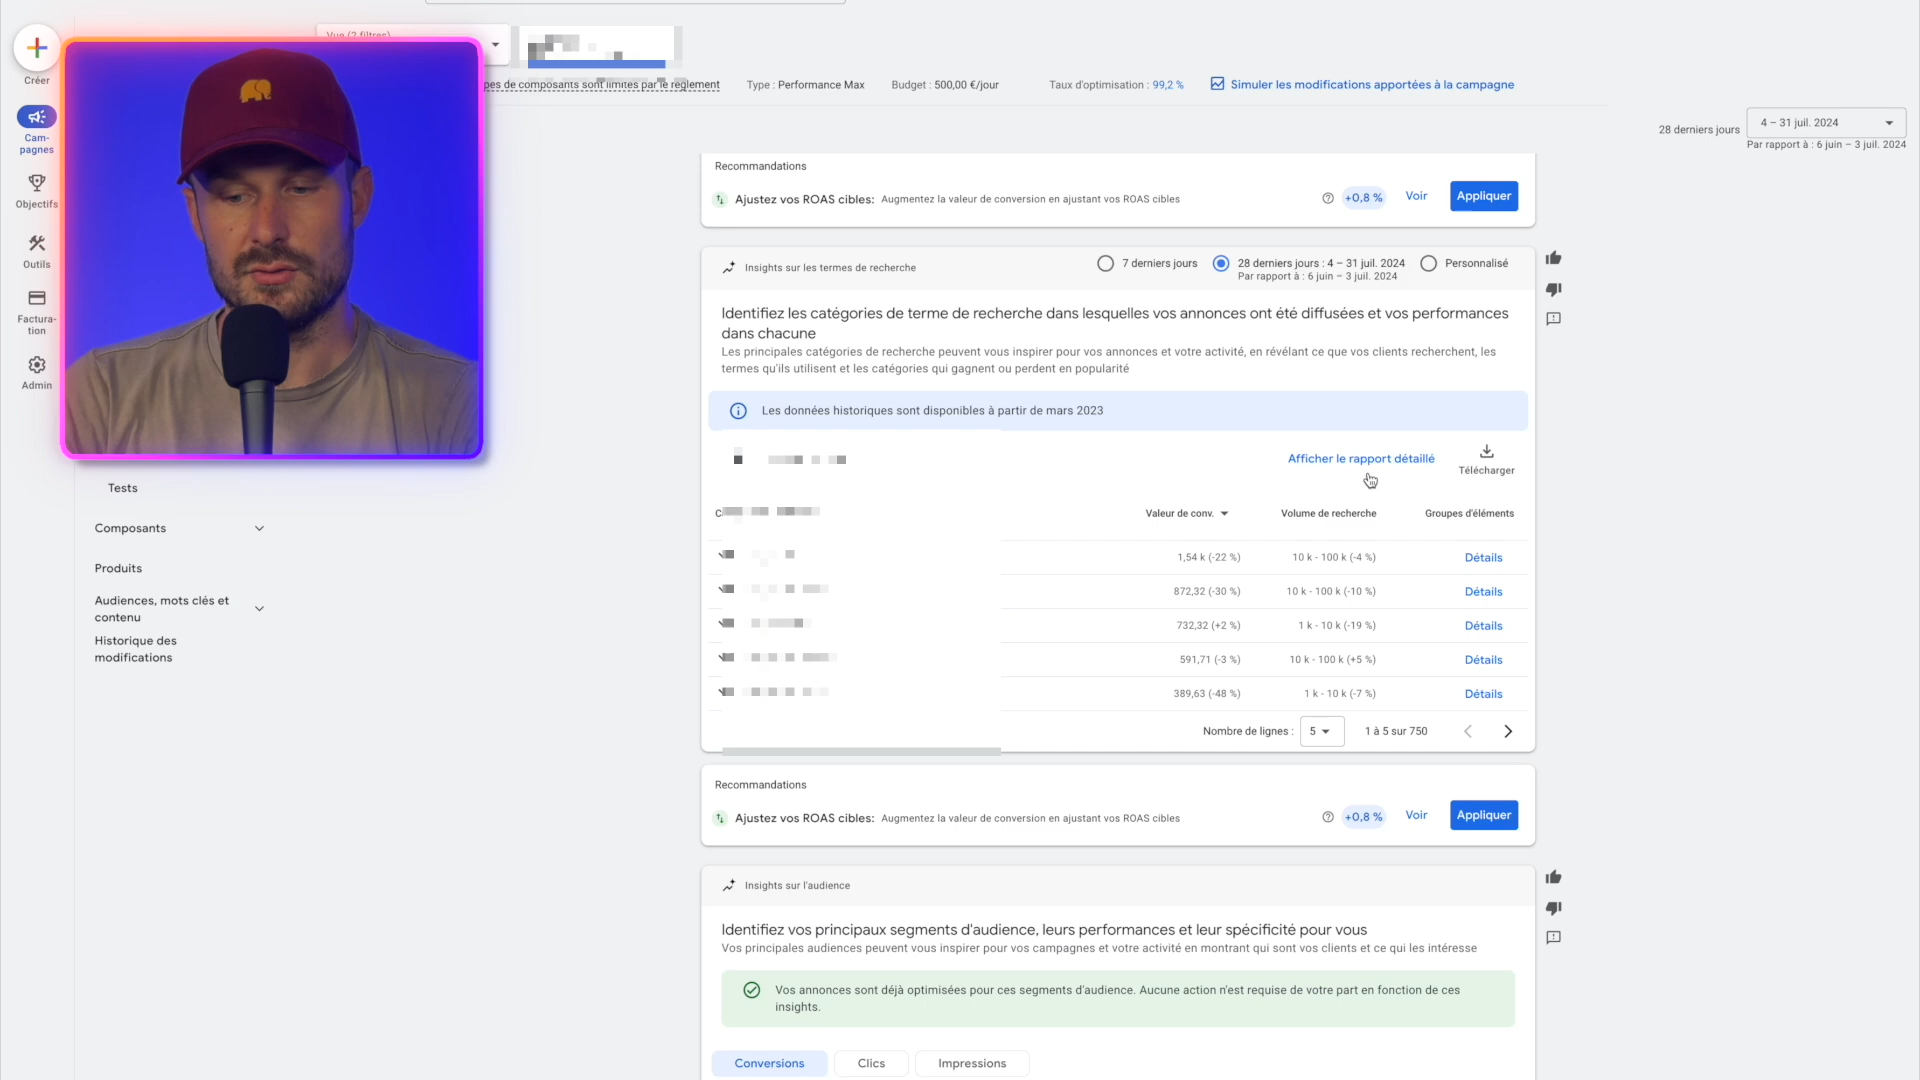 Créer
Cam-
pagnes
Objectifs
Outils
Factura-
tion
Admin
Vue (2 filtres)
pes de composants sont limités par le règlement
Type : Performance Max
Budget : 500,00 €/jour
Taux d'optimisation : 99,2 %
Simuler les modifications apportées à la campagne
28 derniers jours
4 – 31 juil. 2024
Par rapport à : 6 juin – 3 juil. 2024
Tests
Composants
Produits
Audiences, mots clés et
contenu
Historique des
modifications
Recommandations
Ajustez vos ROAS cibles: Augmentez la valeur de conversion en ajustant vos ROAS cibles
+0,8 %
Voir
Appliquer
Insights sur les termes de recherche
7 derniers jours
28 derniers jours : 4 – 31 juil. 2024
Par rapport à : 6 juin – 3 juil. 2024
Personnalisé
Identifiez les catégories de terme de recherche dans lesquelles vos annonces ont été diffusées et vos performances
dans chacune
Les principales catégories de recherche peuvent vous inspirer pour vos annonces et votre activité, en révélant ce que vos clients recherchent, les
termes qu'ils utilisent et les catégories qui gagnent ou perdent en popularité
Les données historiques sont disponibles à partir de mars 2023
Afficher le rapport détaillé
Télécharger
Valeur de conv.
Volume de recherche
Groupes d'éléments
1,54 k (-22 %) 10 k - 100 k (-4 %) Détails
872,32 (-30 %) 10 k - 100 k (-10 %) Détails
732,32 (+2 %) 1 k - 10 k (-19 %) Détails
591,71 (-3 %) 10 k - 100 k (+5 %) Détails
389,63 (-48 %) 1 k - 10 k (-7 %) Détails
Nombre de lignes : 5 1 à 5 sur 750
Recommandations
Ajustez vos ROAS cibles: Augmentez la valeur de conversion en ajustant vos ROAS cibles
+0,8 %
Voir
Appliquer
Insights sur l'audience
Identifiez vos principaux segments d'audience, leurs performances et leur spécificité pour vous
Vos principales audiences peuvent vous inspirer pour vos campagnes et votre activité en montrant qui sont vos clients et ce qui les intéresse
Vos annonces sont déjà optimisées pour ces segments d'audience. Aucune action n'est requise de votre part en fonction de ces
insights.
Conversions
Clics
Impressions